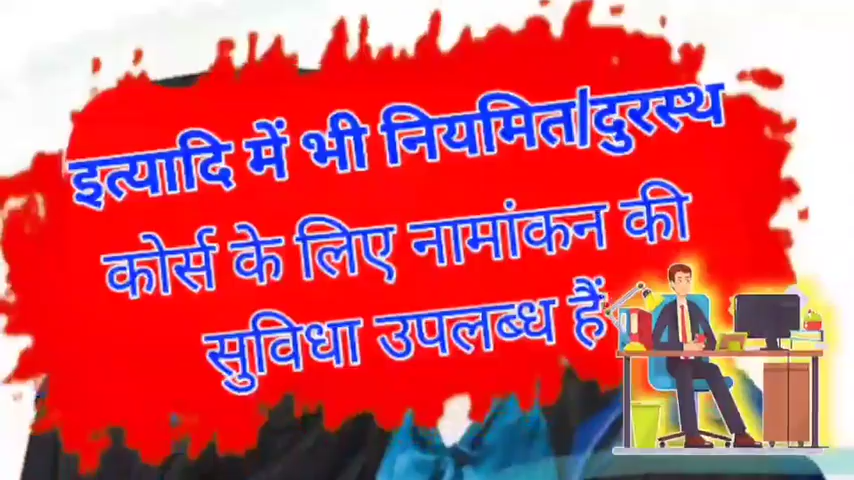 इत्यादि में भी नियमित/दुरस्थ
कोर्स के लिए नामांकन की
सुविधा उपलब्ध हैं